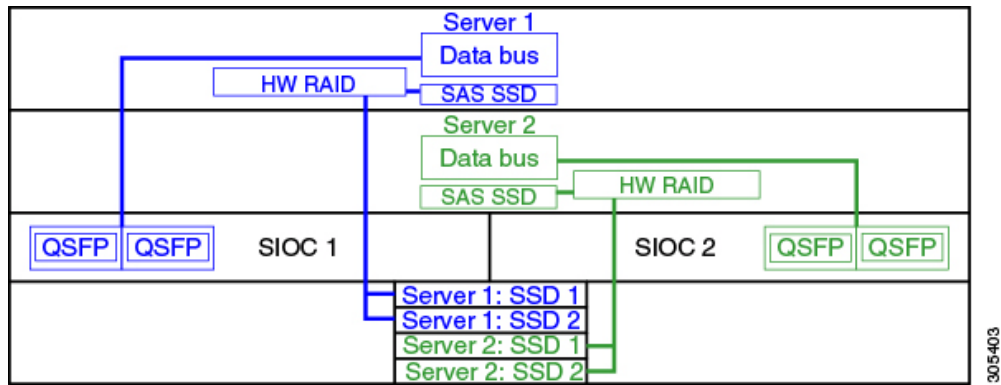 Server 1
Data bus
HW RAID
SAS SSD
Server 2
Data bus
SAS SSD
HW RAID
QSFP QSFP SIOC 1 SIOC 2 QSFP QSFP
Server 1: SSD 1
Server 1: SSD 2
Server 2: SSD 1
Server 2: SSD 2
305403